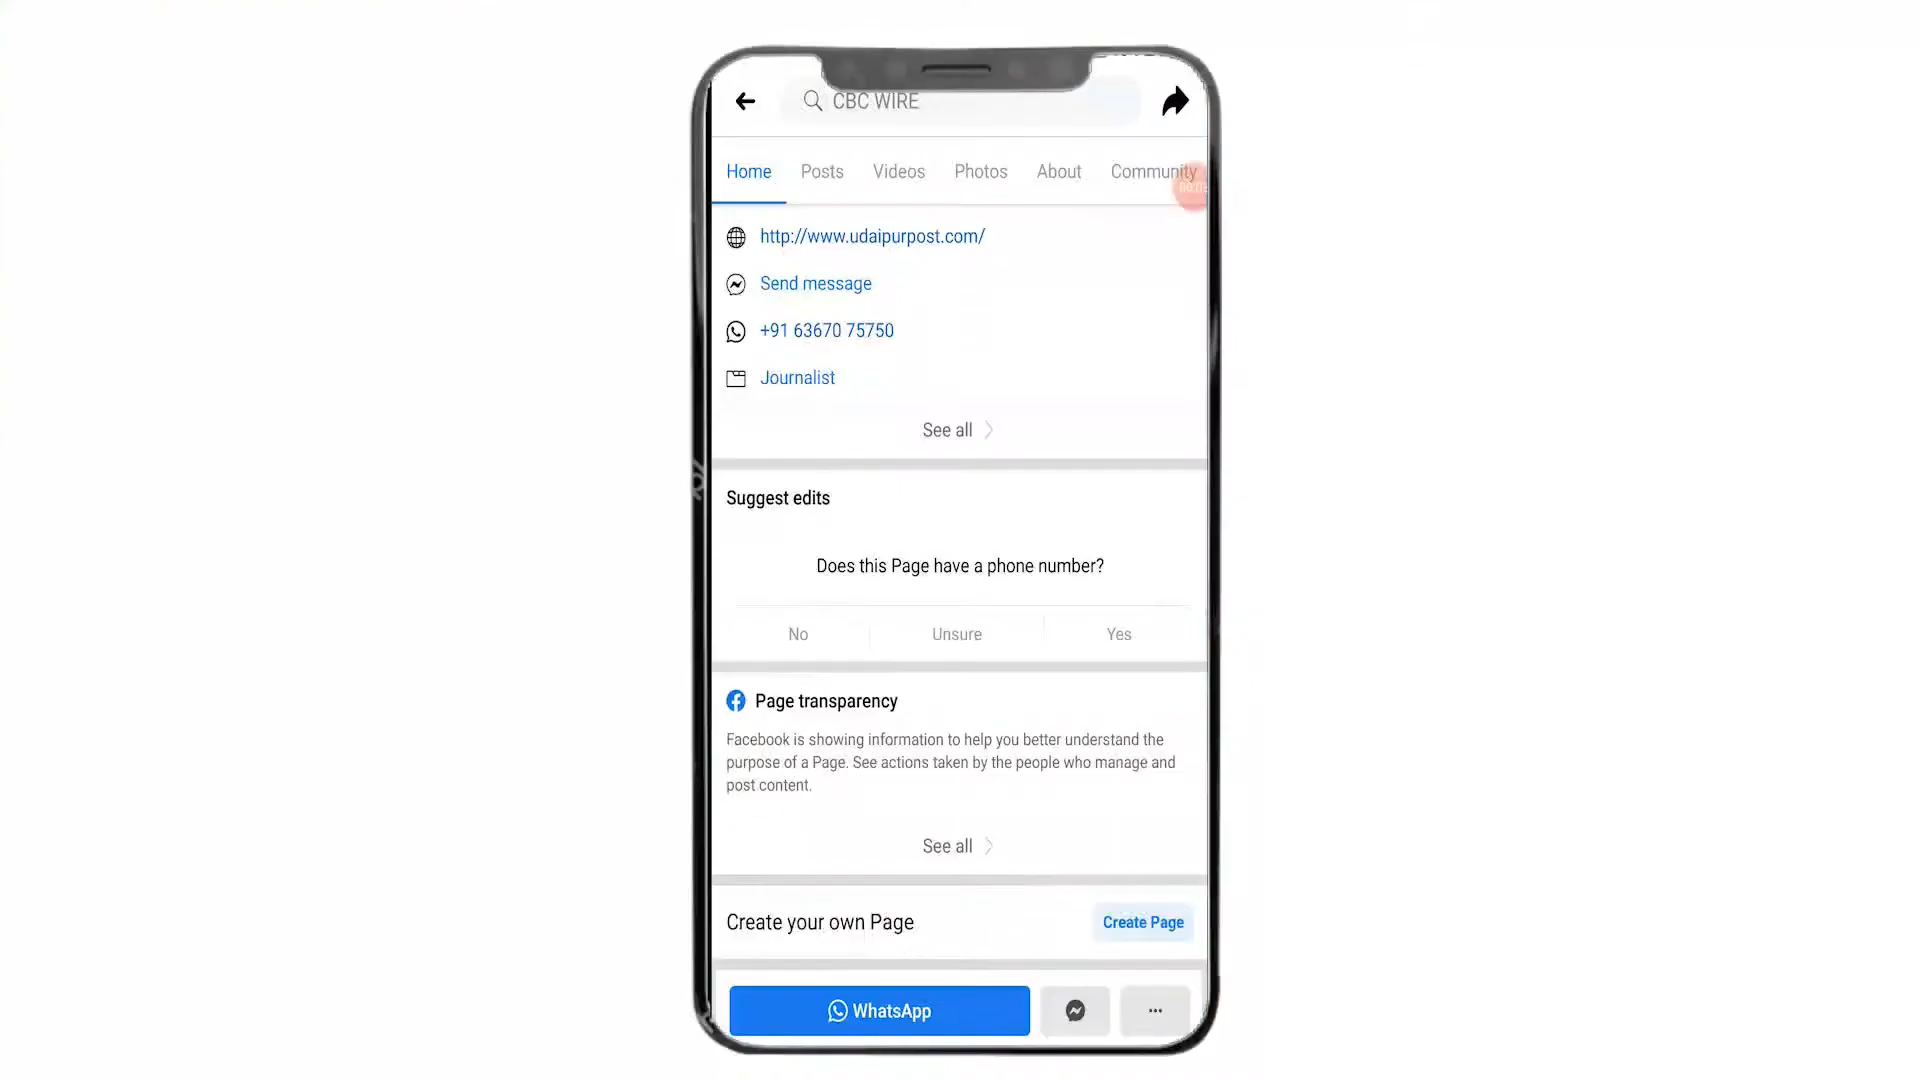 CBC WIRE
Home Posts Videos Photos About Community
http://www.udaipurpost.com/
Send message
+91 63670 75750
Journalist
See all
Suggest edits
Does this Page have a phone number?
No Unsure Yes
Page transparency
Facebook is showing information to help you better understand the
purpose of a Page. See actions taken by the people who manage and
post content.
See all
Create your own Page Create Page
WhatsApp